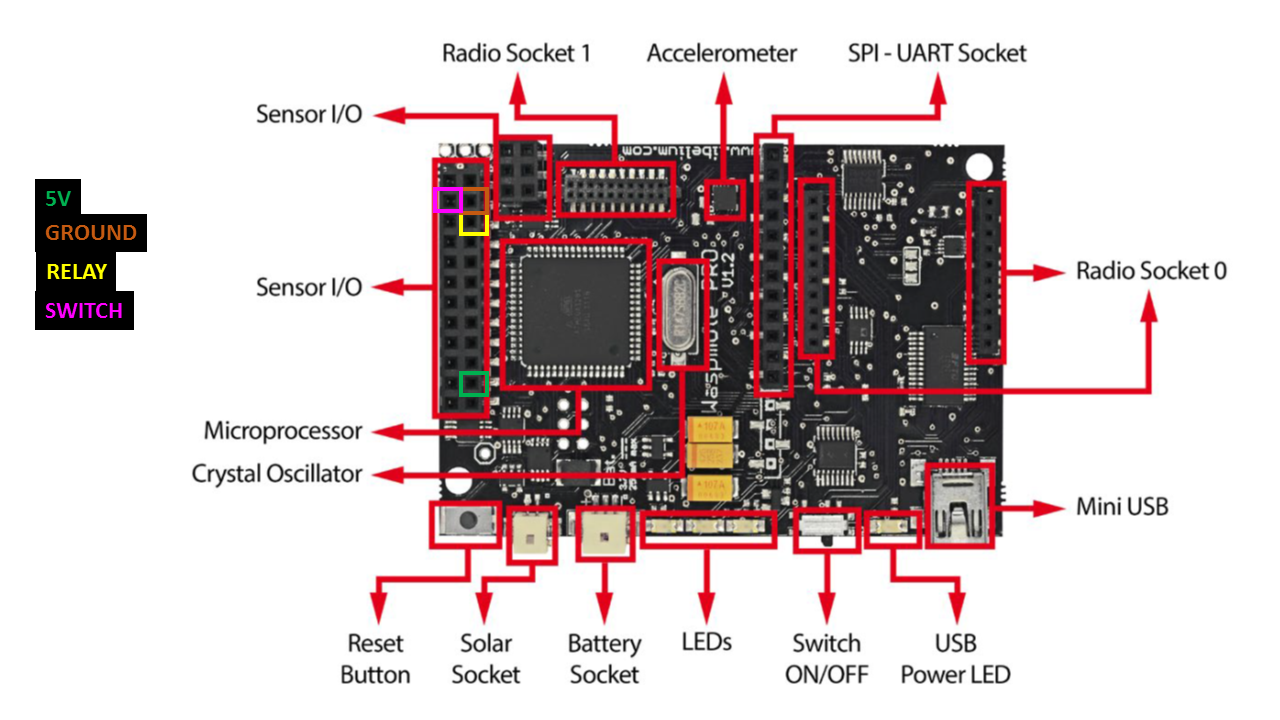 Radio Socket 1
Accelerometer
SPI - UART Socket
Sensor I/O
www.libelium.com
5V
GROUND
RELAY
SWITCH
Sensor I/O
Radio Socket 0
Waspmote PRO
V1.2
Microprocessor
Crystal Oscillator
107A
107A
Mini USB
Reset
Button
Solar
Socket
Battery
Socket
LEDs
Switch
ON/OFF
USB
Power LED